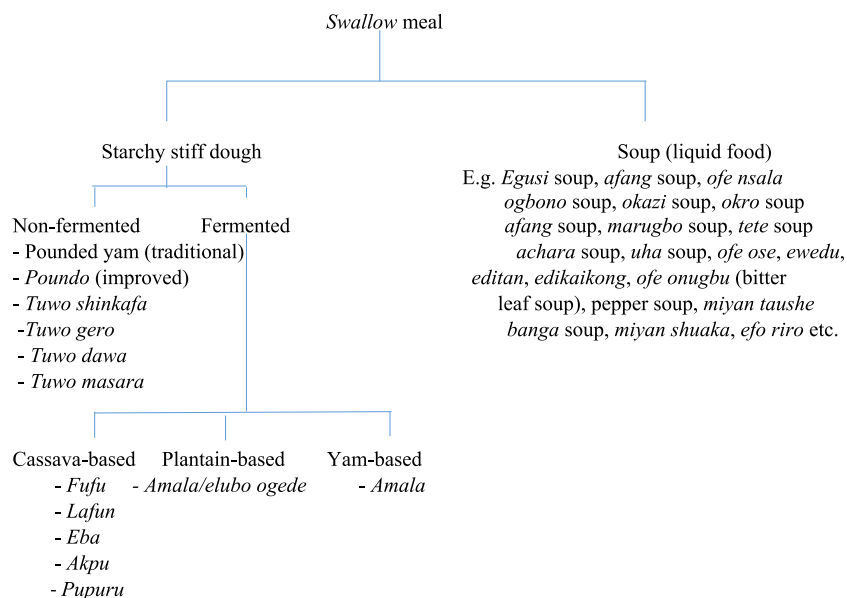 Swallow meal
Starchy stiff dough
Soup (liquid food)
E.g. Egusi soup, afang soup, ofe nsala
ogbono soup, okazi soup, okro soup
afang soup, marugbo soup, tete soup
achara soup, uha soup, ofe ose, ewedu,
editan, edikaikong, ofe onugbu (bitter
leaf soup), pepper soup, miyan taushe
banga soup, miyan shuaka, efo riro etc.
Non-fermented
- Pounded yam (traditional)
- Poundo (improved)
- Tuwo shinkafa
-Tuwo gero
- Tuwo dawa
- Tuwo masara
Fermented
Cassava-based
- Fufu
- Lafun
- Eba
- Akpu
- Pupuru
Plantain-based
- Amala/elubo ogede
Yam-based
- Amala